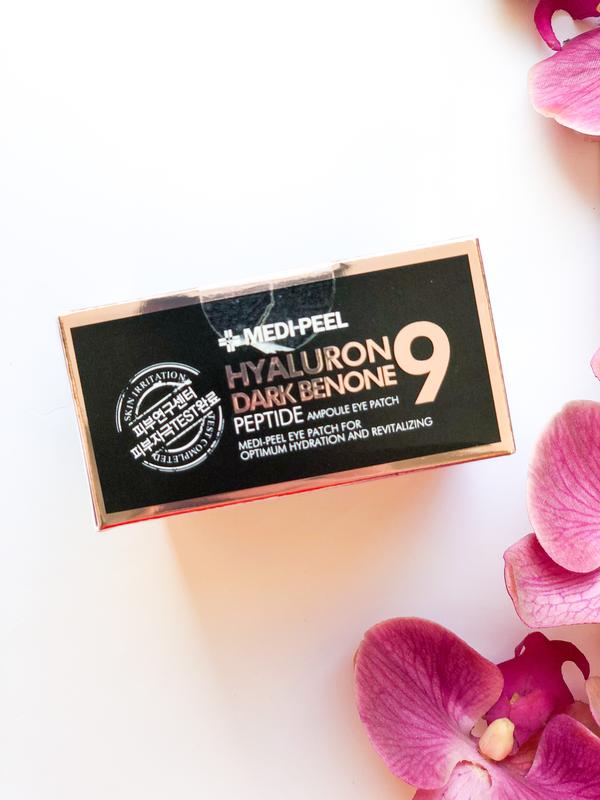 MEDI-PEEL
HYALURON
DARK BENONE
9
PEPTIDE AMPOULE EYE PATCH
MEDI-PEEL EYE PATCH FOR
OPTIMUM HYDRATION AND REVITALIZING
SKIN IRRITATION
피부연구센터
피부자극TEST완료
TEST COMPLETED